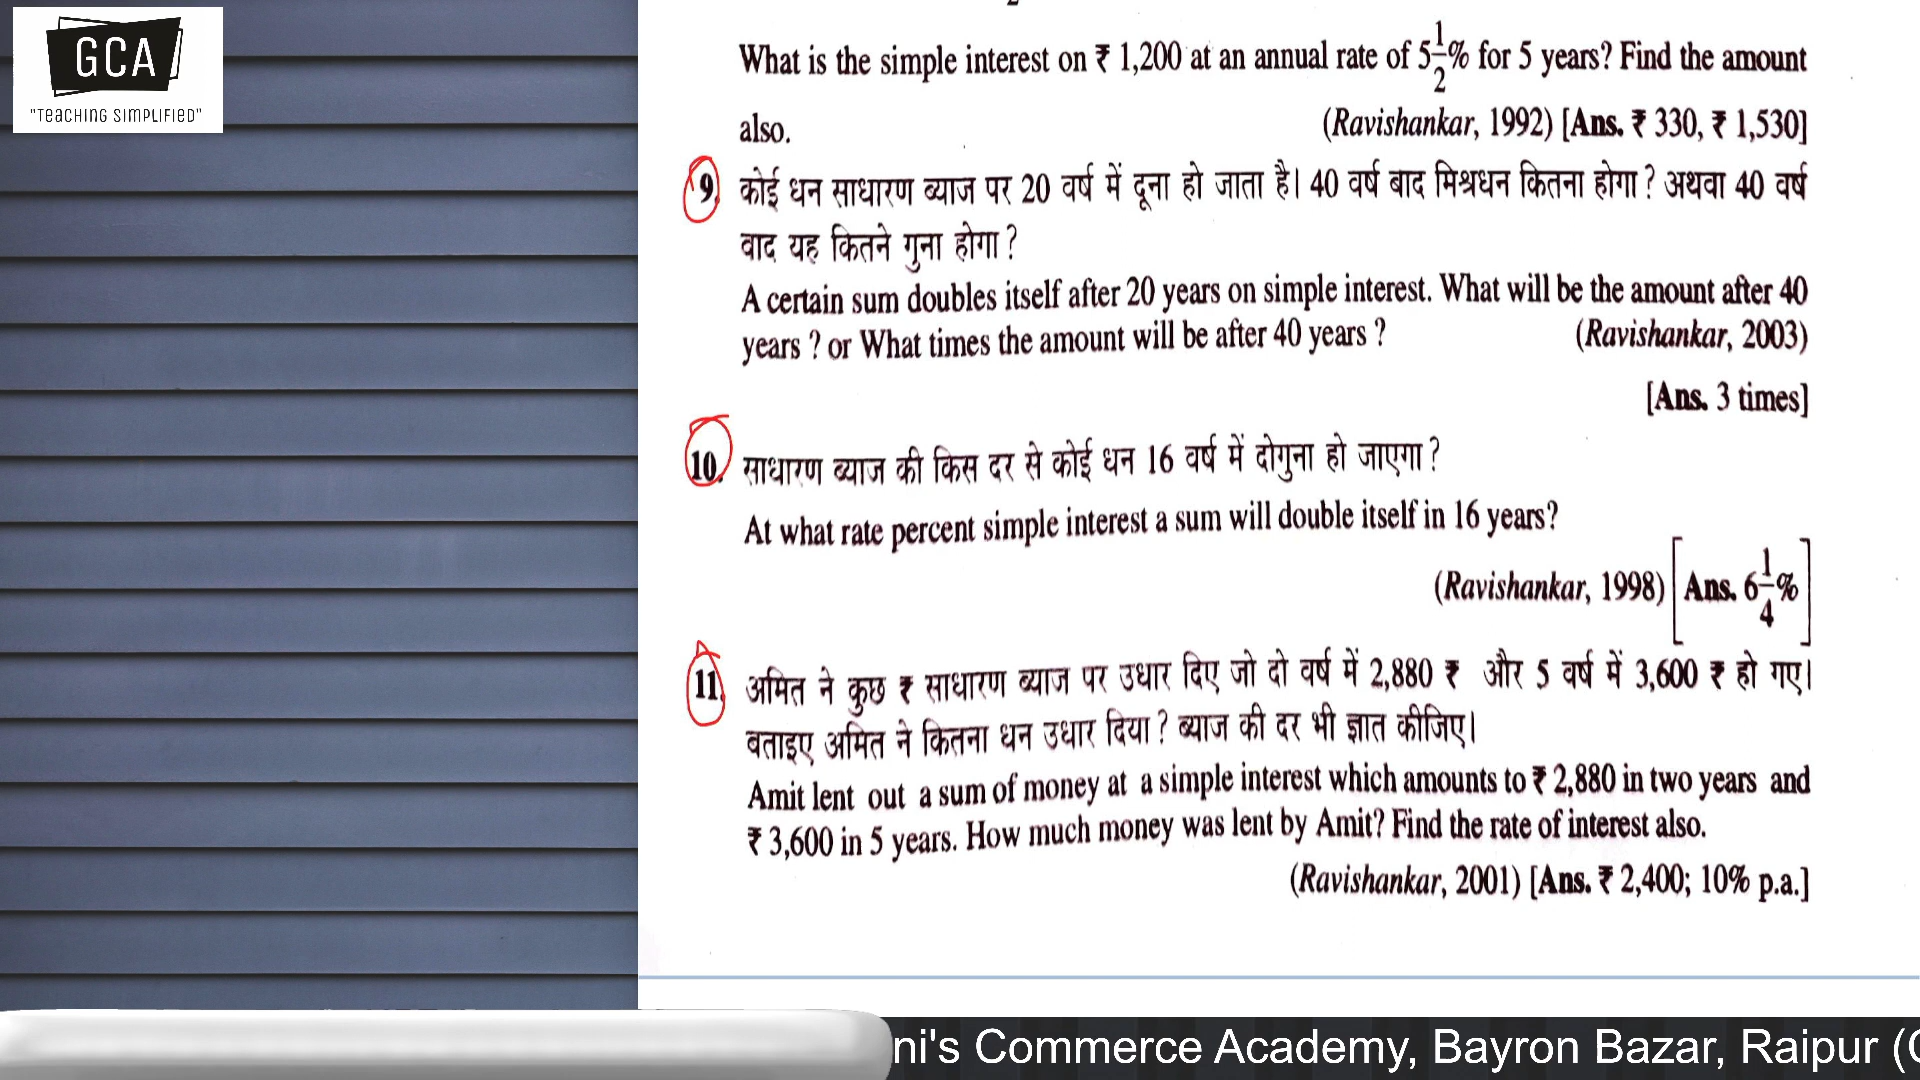 GCA
"TEACHING SIMPLIFIED"
What is the simple interest on ₹ 1,200 at an annual rate of 5 1/2% for 5 years? Find the amount
also. (Ravishankar, 1992) [Ans. ₹ 330, ₹ 1,530]
9. कोई धन साधारण ब्याज पर 20 वर्ष में दूना हो जाता है। 40 वर्ष बाद मिश्रधन कितना होगा ? अथवा 40 वर्ष
बाद यह कितने गुना होगा ?
A certain sum doubles itself after 20 years on simple interest. What will be the amount after 40
years ? or What times the amount will be after 40 years ? (Ravishankar, 2003)
[Ans. 3 times]
10. साधारण ब्याज की किस दर से कोई धन 16 वर्ष में दोगुना हो जाएगा ?
At what rate percent simple interest a sum will double itself in 16 years?
(Ravishankar, 1998) [Ans. 6 1/4%]
11. अमित ने कुछ ₹ साधारण ब्याज पर उधार दिए जो दो वर्ष में 2,880 ₹ और 5 वर्ष में 3,600 ₹ हो गए।
बताइए अमित ने कितना धन उधार दिया ? ब्याज की दर भी ज्ञात कीजिए।
Amit lent out a sum of money at a simple interest which amounts to ₹ 2,880 in two years and
₹ 3,600 in 5 years. How much money was lent by Amit? Find the rate of interest also.
(Ravishankar, 2001) [Ans. ₹ 2,400; 10% p.a.]
ni's Commerce Academy, Bayron Bazar, Raipur (